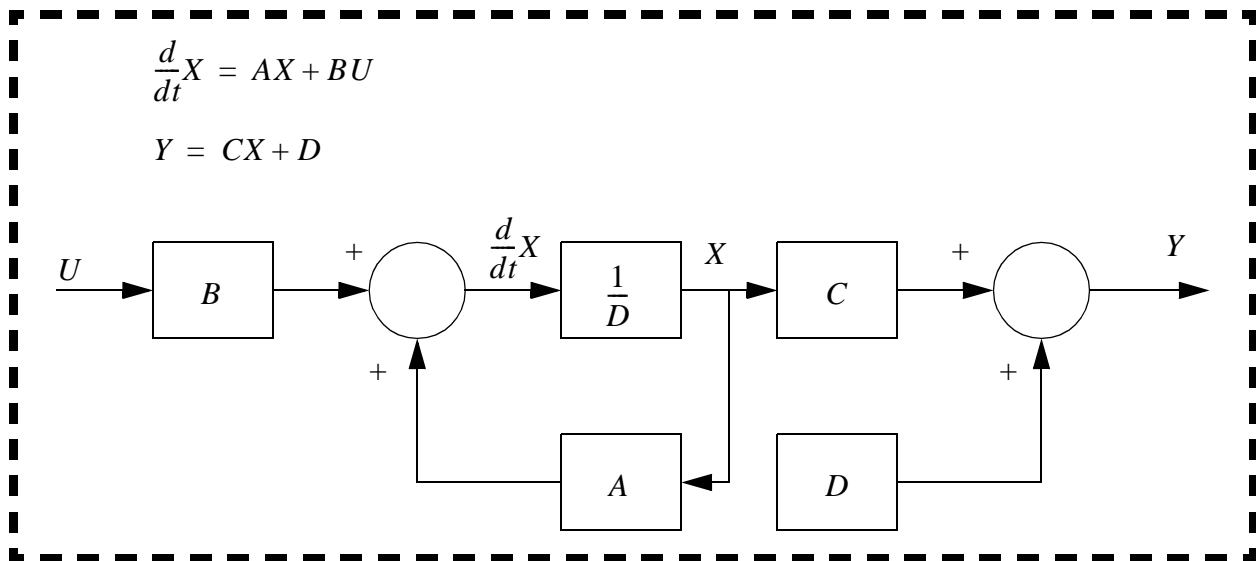 d/dt X = AX + BU
Y = CX + D
U
B
+
+
d/dt X
1/D
X
A
C
D
+
+
Y